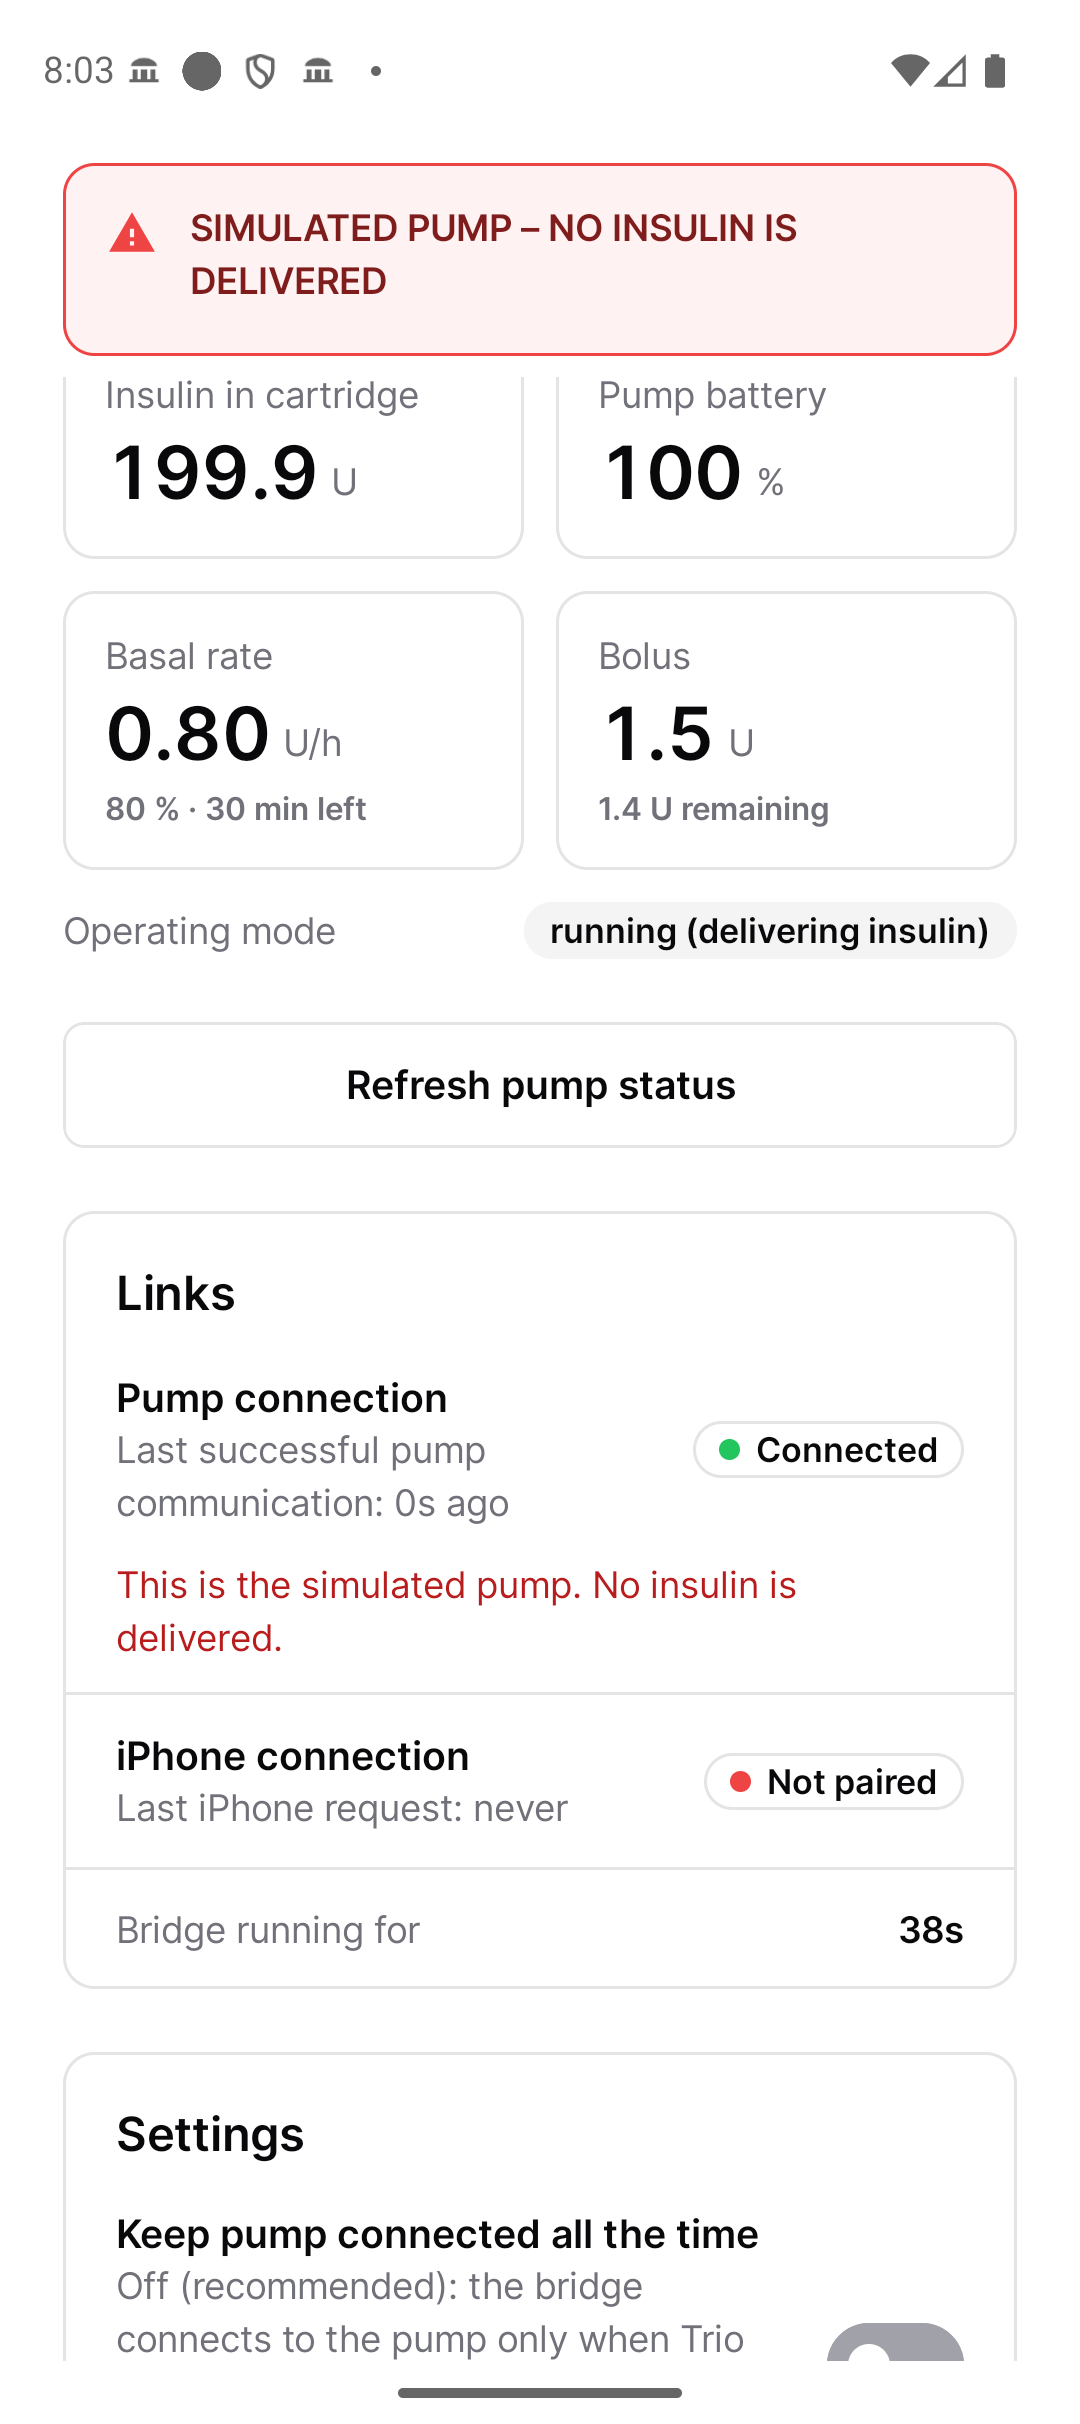 8:03
SIMULATED PUMP – NO INSULIN IS
DELIVERED
Insulin in cartridge
199.9 U
Pump battery
100 %
Basal rate
0.80 U/h
80 % · 30 min left
Bolus
1.5 U
1.4 U remaining
Operating mode
running (delivering insulin)
Refresh pump status
Links
Pump connection
Last successful pump
communication: 0s ago
Connected
This is the simulated pump. No insulin is
delivered.
iPhone connection
Last iPhone request: never
Not paired
Bridge running for
38s
Settings
Keep pump connected all the time
Off (recommended): the bridge
connects to the pump only when Trio